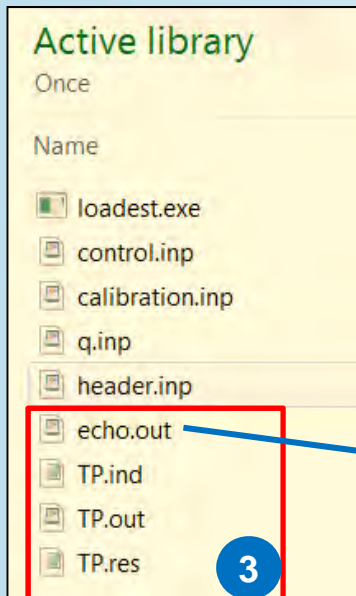 Active library
Once
Name
loadest.exe
control.inp
calibration.inp
q.inp
header.inp
echo.out
TP.ind
TP.out
TP.res
3